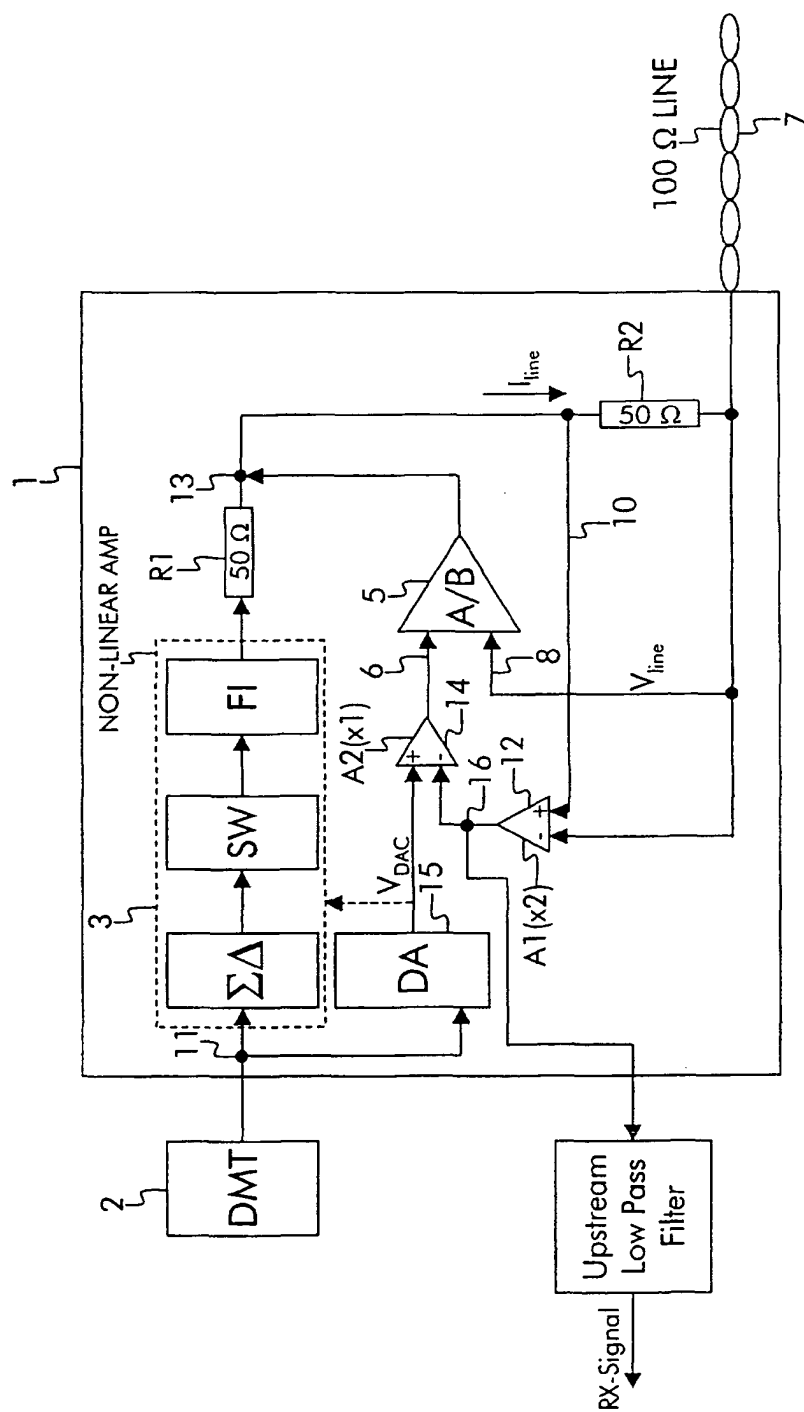 1
NON-LINEAR AMP
3
ΣΔ
SW
FI
R1
50 Ω
13
11
2
DMT
DA
15
V_DAC
A2(x1)
14
6
5
A/B
8
16
12
A1(x2)
10
I_line
V_line
50 Ω
R2
100 Ω LINE
7
Upstream
Low Pass
Filter
RX-Signal